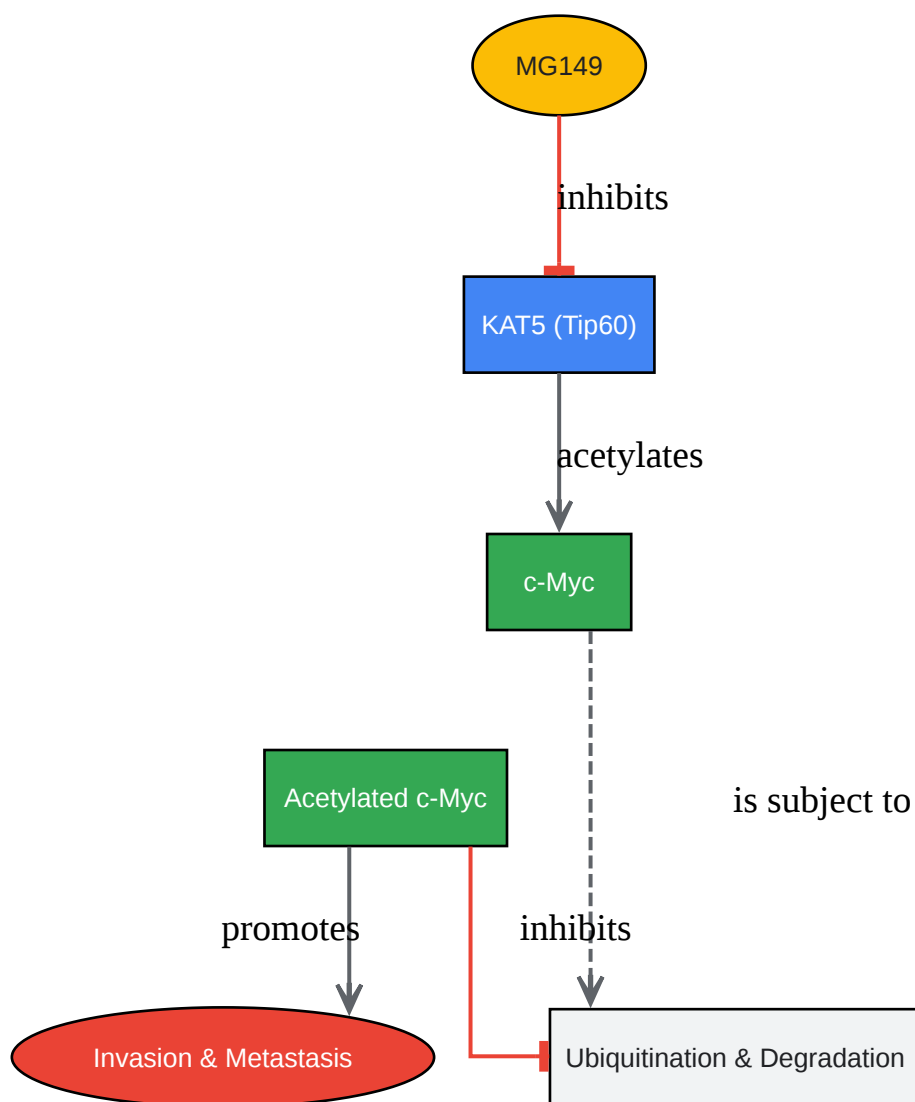 MG149
inhibits
KAT5 (Tip60)
acetylates
c-Myc
Acetylated c-Myc
is subject to
promotes
inhibits
Invasion & Metastasis
Ubiquitination & Degradation